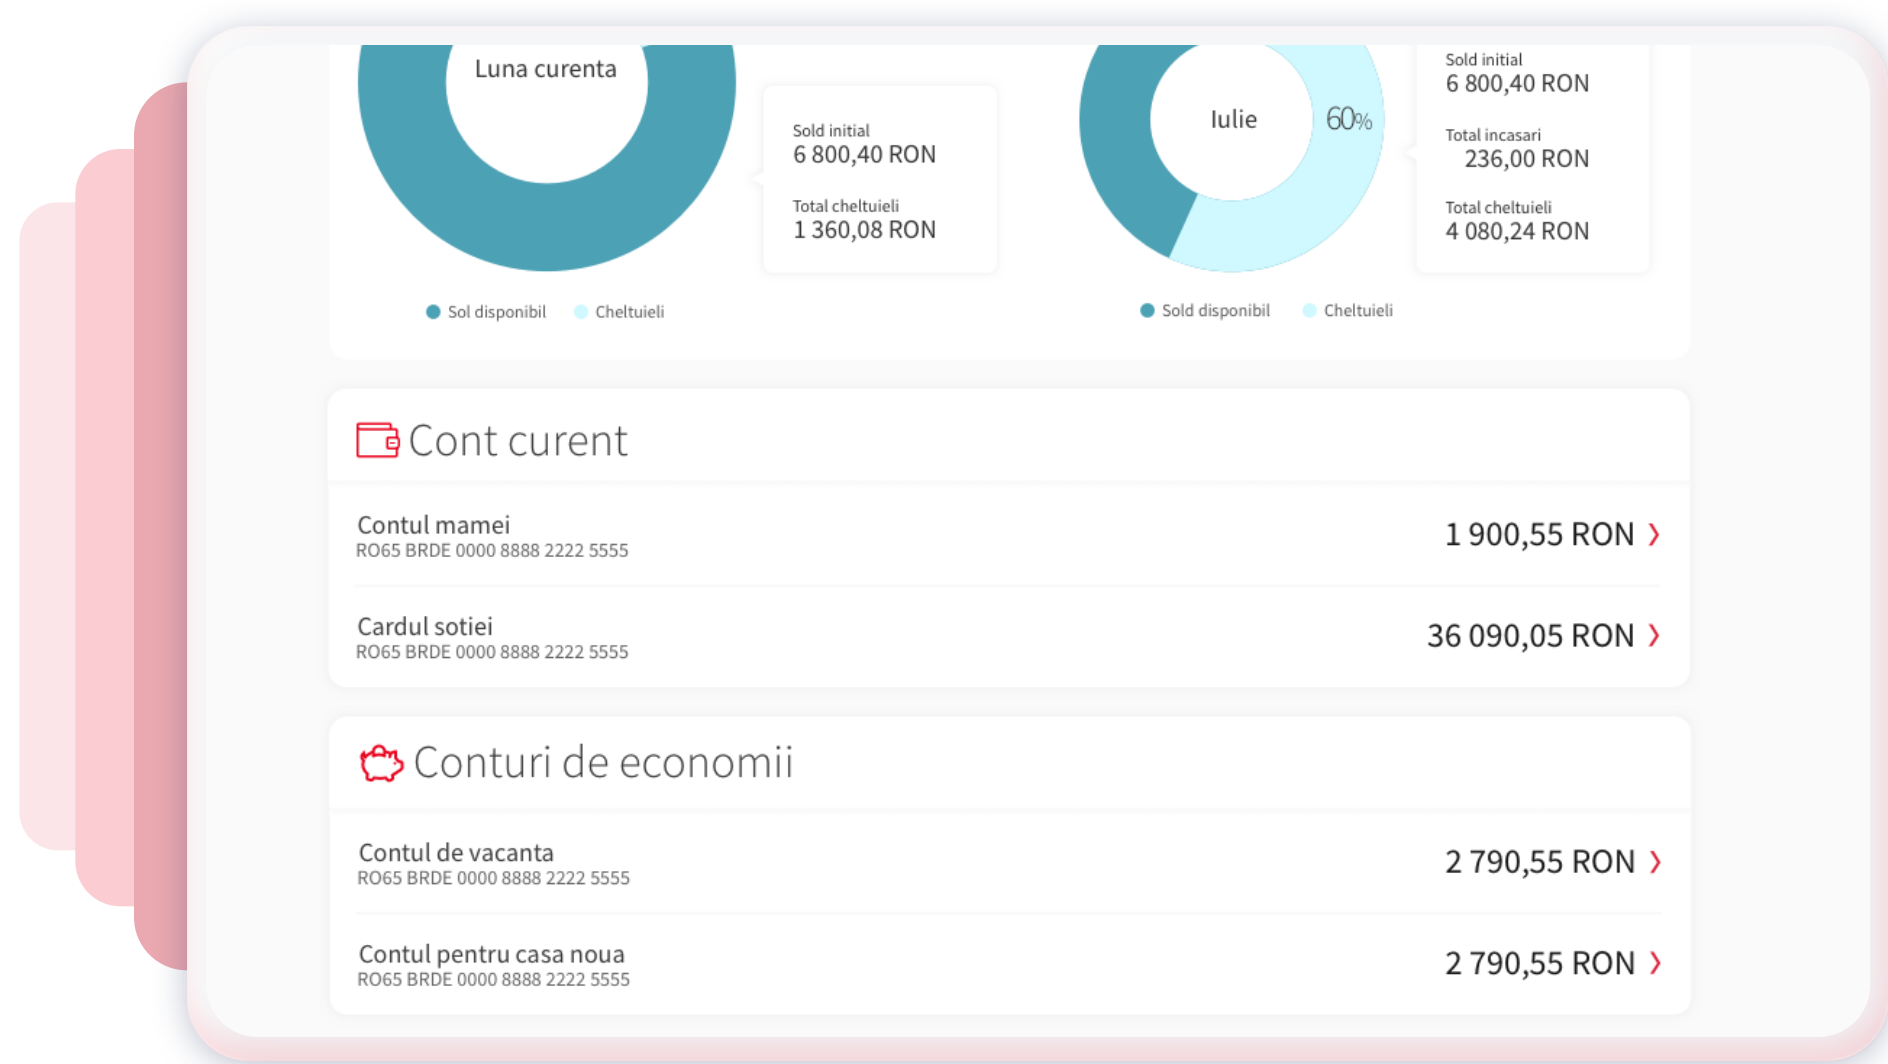 Luna curenta
Sold initial
6 800,40 RON
Total cheltuieli
1 360,08 RON
Sol disponibil
Cheltuieli
Iulie
60%
Sold initial
6 800,40 RON
Total incasari
236,00 RON
Total cheltuieli
4 080,24 RON
Sold disponibil
Cheltuieli
Cont curent
Contul mamei
RO65 BRDE 0000 8888 2222 5555
1 900,55 RON
Cardul sotiei
RO65 BRDE 0000 8888 2222 5555
36 090,05 RON
Conturi de economii
Contul de vacanta
RO65 BRDE 0000 8888 2222 5555
2 790,55 RON
Contul pentru casa noua
RO65 BRDE 0000 8888 2222 5555
2 790,55 RON